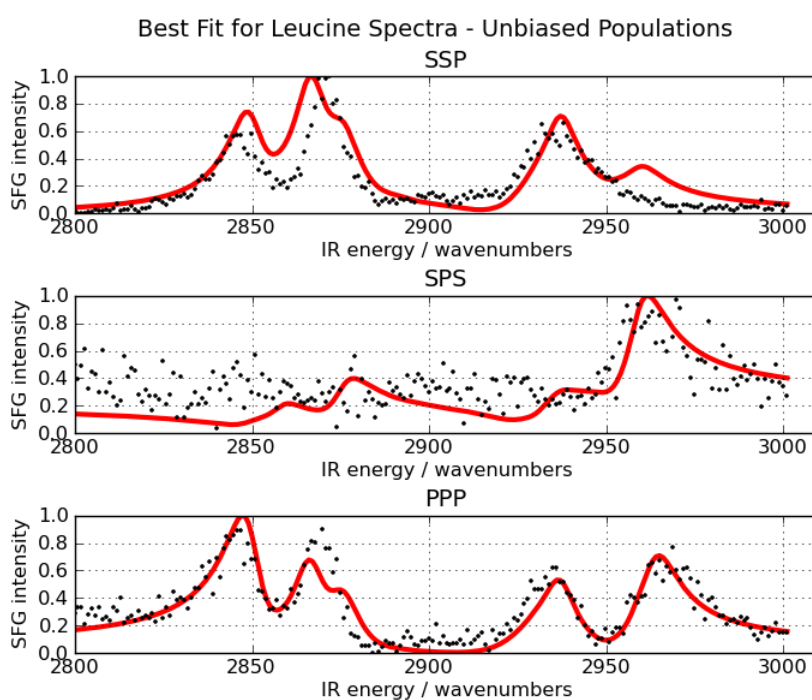 Best Fit for Leucine Spectra - Unbiased Populations
SSP
1.0
0.8
0.6
0.4
0.2
0.0
SFG intensity
2800 2850 2900 2950 3000
IR energy / wavenumbers
SPS
1.0
0.8
0.6
0.4
0.2
0.0
SFG intensity
2800 2850 2900 2950 3000
IR energy / wavenumbers
PPP
1.0
0.8
0.6
0.4
0.2
0.0
SFG intensity
2800 2850 2900 2950 3000
IR energy / wavenumbers